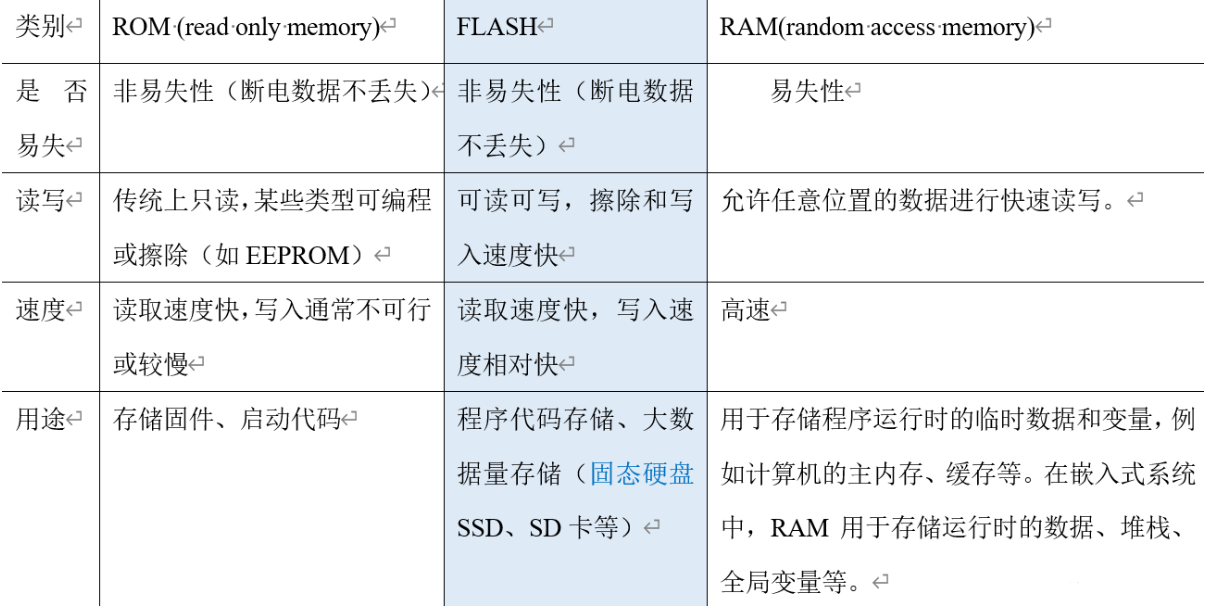 类别 ROM (read only memory) FLASH RAM(random access memory)
是否 非易失性（断电数据不丢失） 非易失性（断电数据 易失性
易失 不丢失）
读写 传统上只读，某些类型可编程 可读可写，擦除和写 允许任意位置的数据进行快速读写。
或擦除（如 EEPROM） 入速度快
速度 读取速度快，写入通常不可行 读取速度快，写入速 高速
或较慢 度相对快
用途 存储固件、启动代码 程序代码存储、大数 用于存储程序运行时的临时数据和变量，例
据量存储（固态硬盘 如计算机的主内存、缓存等。在嵌入式系统
SSD、SD 卡等） 中，RAM 用于存储运行时的数据、堆栈、
全局变量等。